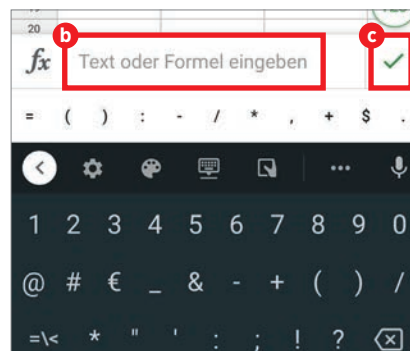 20
b
c
fx Text oder Formel eingeben
= ( ) : - / * , + $ .
1 2 3 4 5 6 7 8 9 0
@ # € _ & - + ( ) /
=\< * " ' : ; ! ?